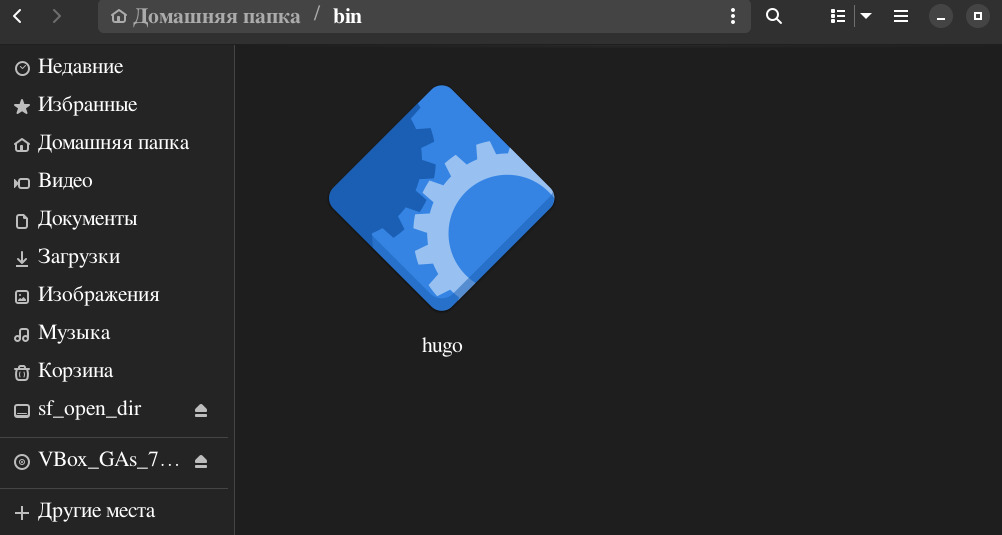 Домашняя папка / bin
Недавние
Избранные
Домашняя папка
Видео
Документы
Загрузки
Изображения
Музыка
Корзина
sf_open_dir
VBox_GAs_7…
Другие места
hugo